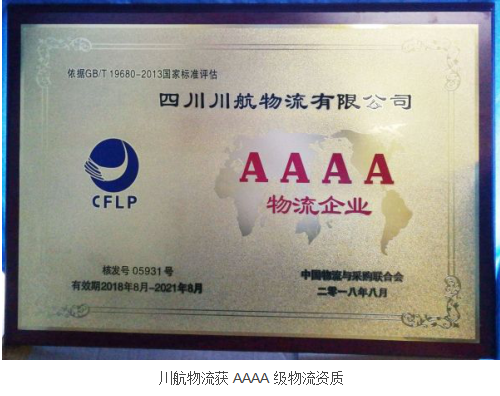 依据GB/T 19680-2013国家标准评估
四川川航物流有限公司
CFLP
AAAA
物流企业
核发号 05931号
有效期2018年8月-2021年8月
中国物流与采购联合会
二零一八年八月
川航物流获 AAAA 级物流资质